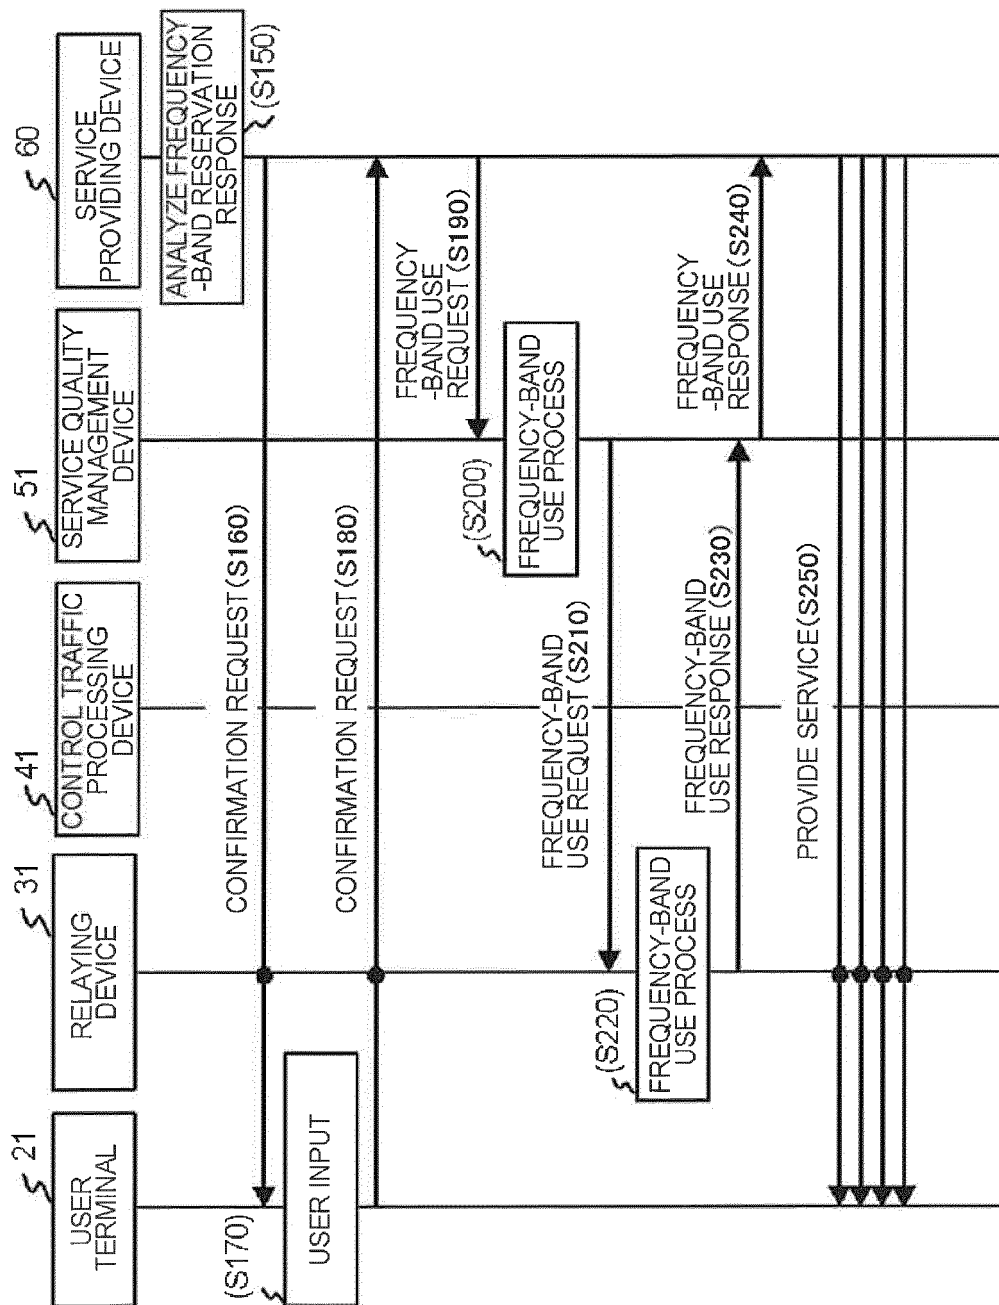 21
USER
TERMINAL
31
RELAYING
DEVICE
41
CONTROL TRAFFIC
PROCESSING
DEVICE
51
SERVICE QUALITY
MANAGEMENT
DEVICE
60
SERVICE
PROVIDING DEVICE
ANALYZE FREQUENCY
-BAND RESERVATION
RESPONSE
(S150)
CONFIRMATION REQUEST(S160)
(S170)
USER INPUT
CONFIRMATION REQUEST(S180)
FREQUENCY
-BAND USE
REQUEST(S190)
(S200)
FREQUENCY-BAND
USE PROCESS
FREQUENCY-BAND
USE REQUEST(S210)
(S220)
FREQUENCY-BAND
USE PROCESS
FREQUENCY-BAND
USE RESPONSE(S230)
FREQUENCY
-BAND USE
RESPONSE(S240)
PROVIDE SERVICE(S250)